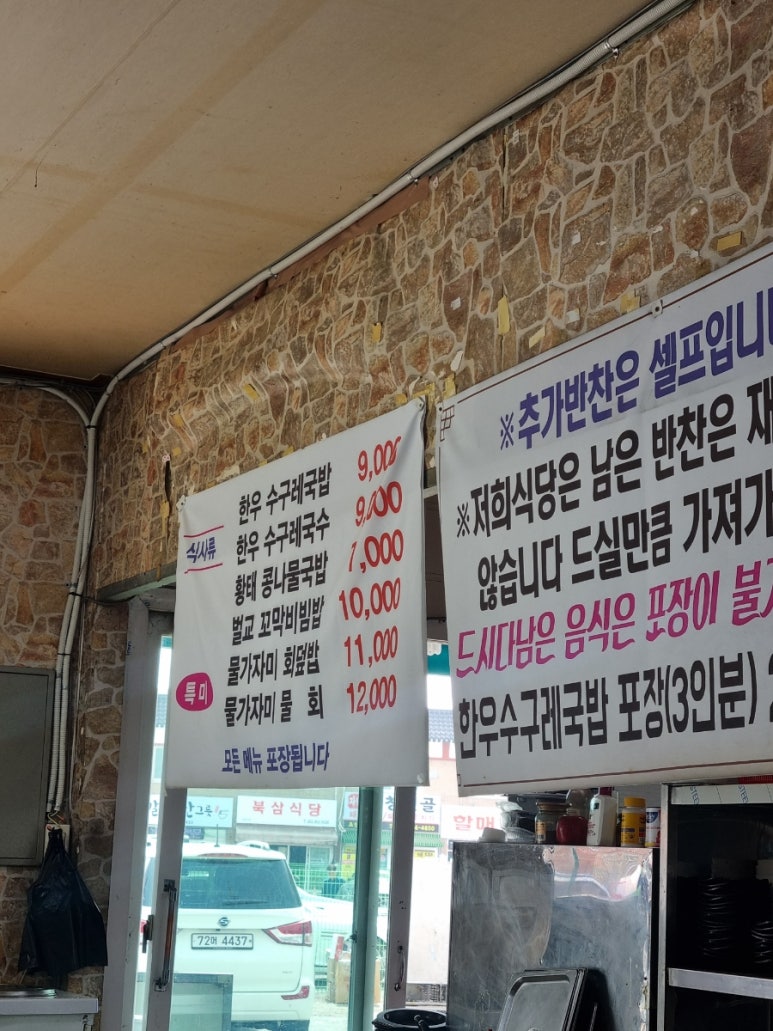 식사류
한우 수구레국밥 9,000
한우 수구레국수 9,000
황태 콩나물국밥 7,000
벌교 꼬막비빔밥 10,000
물가자미 회덮밥 11,000
특미
물가자미 물 회 12,000
모든 메뉴 포장됩니다
※추가반찬은 셀프입니
※저희식당은 남은 반찬은 재
않습니다 드실만큼 가져가
드시다남은 음식은 포장이 불가
한우수구레국밥 포장(3인분) 2
북삼식당
할매
72머 4437